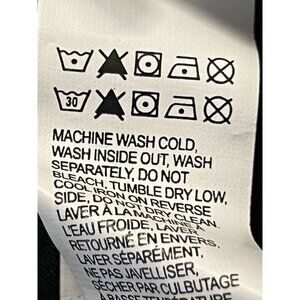 30
MACHINE WASH COLD,
WASH INSIDE OUT, WASH
SEPARATELY, DO NOT
BLEACH, TUMBLE DRY LOW,
COOL IRON ON REVERSE
SIDE, DO NOT DRY CLEAN.
LAVER À LA MACHINE À
L'EAU FROIDE, LAVER
RETOURNÉ EN ENVERS,
LAVER SÉPARÉMENT,
NE PAS JAVELLISER,
SÉCHER PAR CULBUTAGE
À BASSE TEMPÉRATURE